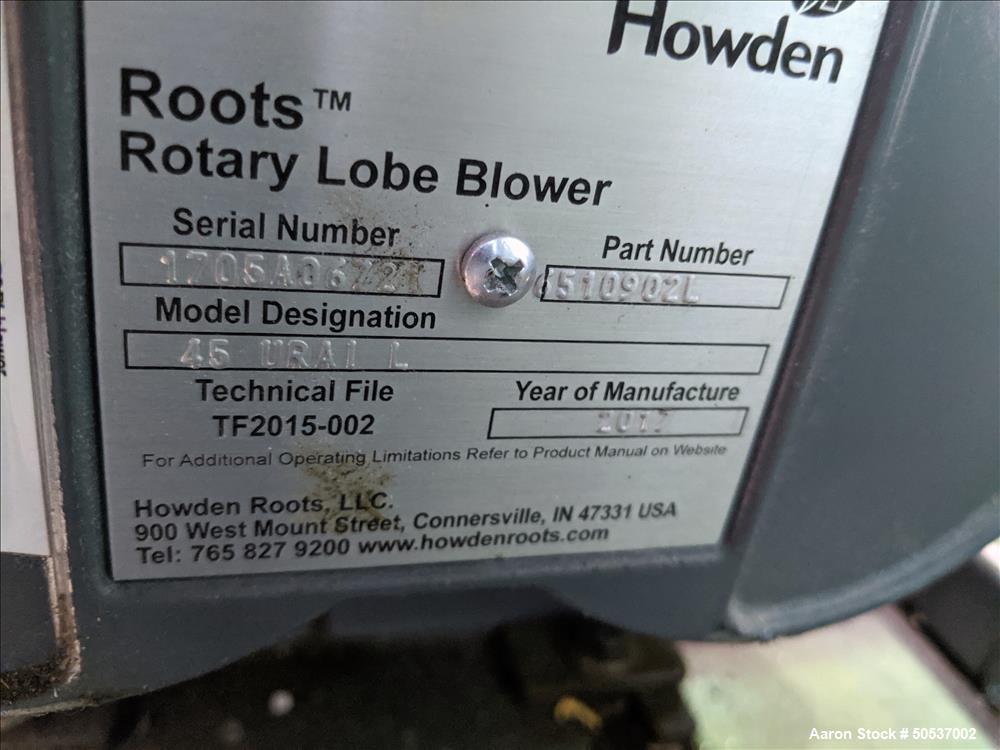 Howden
Roots™
Rotary Lobe Blower
Serial Number
Part Number
6510902L
Model Designation
45 URAI L
Technical File
Year of Manufacture
TF2015-002
2017
For Additional Operating Limitations Refer to Product Manual on Website
Howden Roots, LLC.
900 West Mount Street, Connersville, IN 47331 USA
Tel: 765 827 9200 www.howdenroots.com
Aaron Stock # 50537002